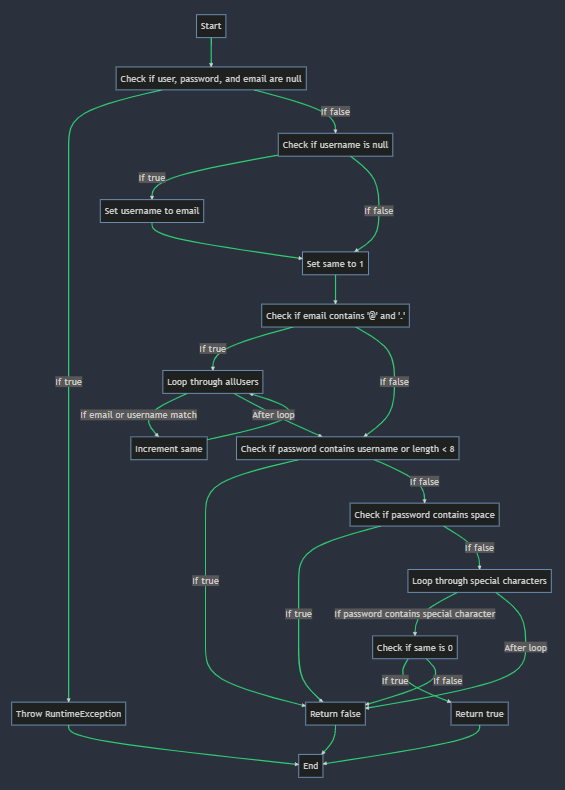 Start
Check if user, password, and email are null
If false
Check if username is null
If true
Set username to email
If false
Set same to 1
Check if email contains '@' and '.'
If true
Loop through allUsers
If true
If false
If email or username match
After loop
Increment same
Check if password contains username or length < 8
If false
Check if password contains space
If false
If true
Loop through special characters
If true
If password contains special character
Check if same is 0
After loop
If true
If false
Throw RuntimeException
Return false
Return true
End